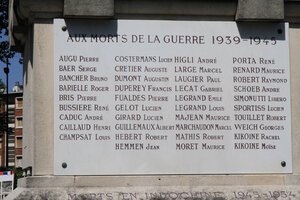 AUX MORTS DE LA GUERRE 1939-1945
AUGU PIERRE COSTERMANS LUCIEN HIGLI ANDRÉ PORTA RENÉ
BAER SERGE CRETIER AUGUSTE LARGE MARCEL RENARD MAURICE
BANCHER BRUNO DUMONT AUGUSTIN LAUGIER PAUL ROBERT RAYMOND
BARIELLE ROGER DUPEREY FRANCIS LECAT GABRIEL SCHOEB ANDRÉ
BRIS PIERRE FUALDES PIERRE LEGRAND EMILE SIMONUTTI LIBERO
BUSSIERE RENÉ GELOT LUCIEN LEGRAND LOUIS SPORTISS LUCIEN
CADUC ANDRÉ GIRARD LUCIEN MAJEAN MAURICE TOUILLET ROBERT
CAILLAUD HENRI GUILLEMAUX ALBERT MARCHAUDON MARCEL WEICH GEORGES
CHAMPSAT LOUIS HEBERT ROBERT MATHIS ROBERT KIKOINE RACHEL
HEMMEN JEAN MORET MAURICE KIKOINE MOÏSE